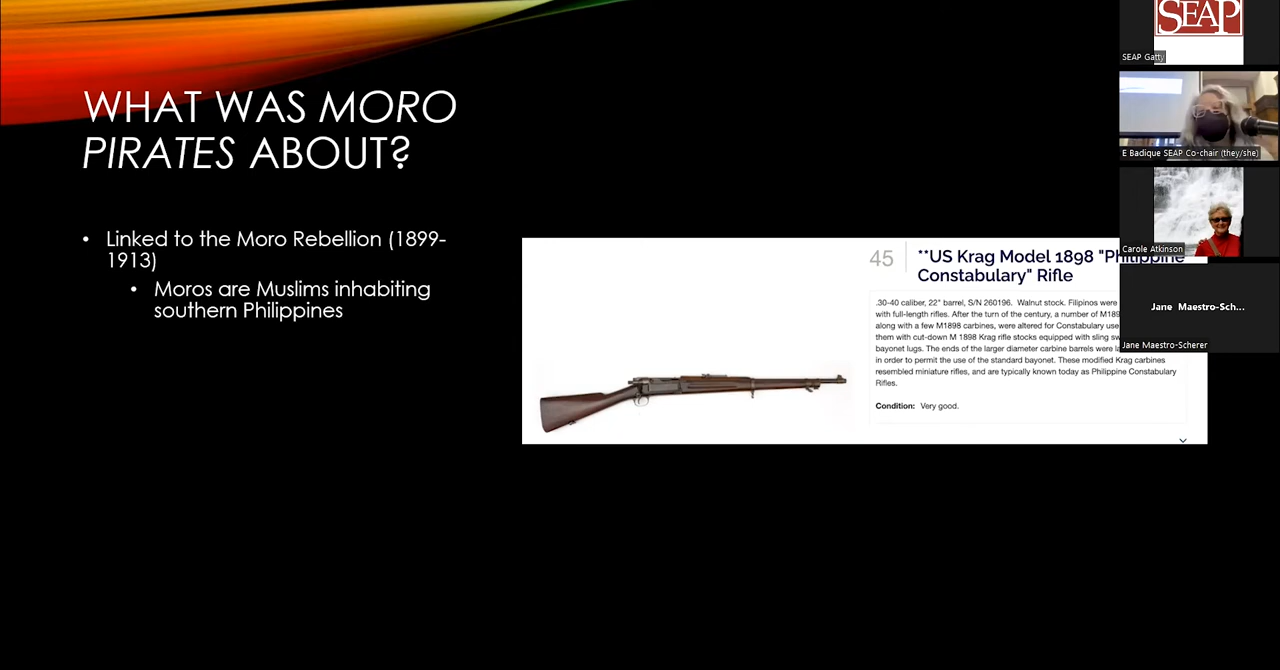 WHAT WAS MORO
PIRATES ABOUT?
• Linked to the Moro Rebellion (1899-
1913)
• Moros are Muslims inhabiting
southern Philippines
45
**US Krag Model 1898 "Philippine
Constabulary" Rifle
.30-40 caliber, 22" barrel, S/N 260196. Walnut stock. Filipinos were
with full-length rifles. After the turn of the century, a number of M189
along with a few M1898 carbines, were altered for Constabulary use
them with cut-down M 1898 Krag rifle stocks equipped with sling sw
bayonet lugs. The ends of the larger diameter carbine barrels were
in order to permit the use of the standard bayonet. These modified Krag carbines
resembled miniature rifles, and are typically known today as Philippine Constabulary
Rifles.
Condition: Very good.
SEAP
SEAP Gatty
E Badique SEAP Co-chair (they/she)
Carole Atkinson
Jane Maestro-Sch...
Jane Maestro-Scherer